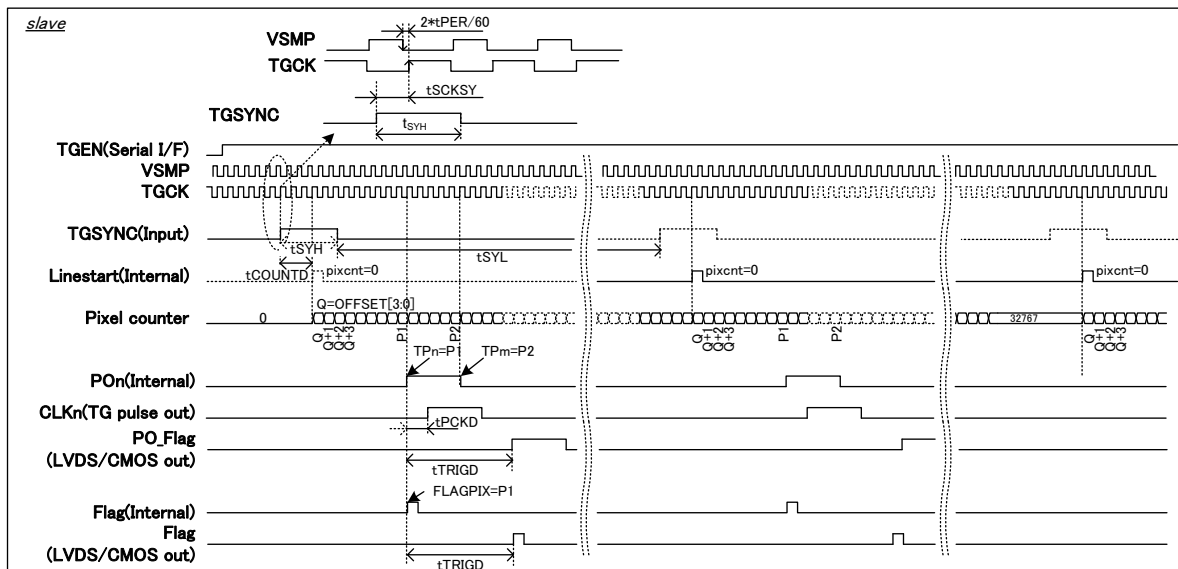 slave
2*tPER/60
VSMP
TGCK
tSCKSY
TGSYNC
tSYH
TGEN(Serial I/F)
VSMP
TGCK
TGSYNC(Input)
tSYH
tSYL
Linestart(Internal)
tCOUNTD
pixcnt=0
pixcnt=0
pixcnt=0
Q=OFFSET[3:0]
Pixel counter
0
32767
Q
Q+1
Q+2
Q+3
P1
P2
Q
Q+1
Q+2
Q+3
P1
P2
Q
Q+1
Q+2
Q+3
TPn=P1
TPm=P2
POn(Internal)
CLKn(TG pulse out)
tPCKD
PO_Flag
(LVDS/CMOS out)
tTRIGD
FLAGPIX=P1
Flag(Internal)
Flag
(LVDS/CMOS out)
tTRIGD